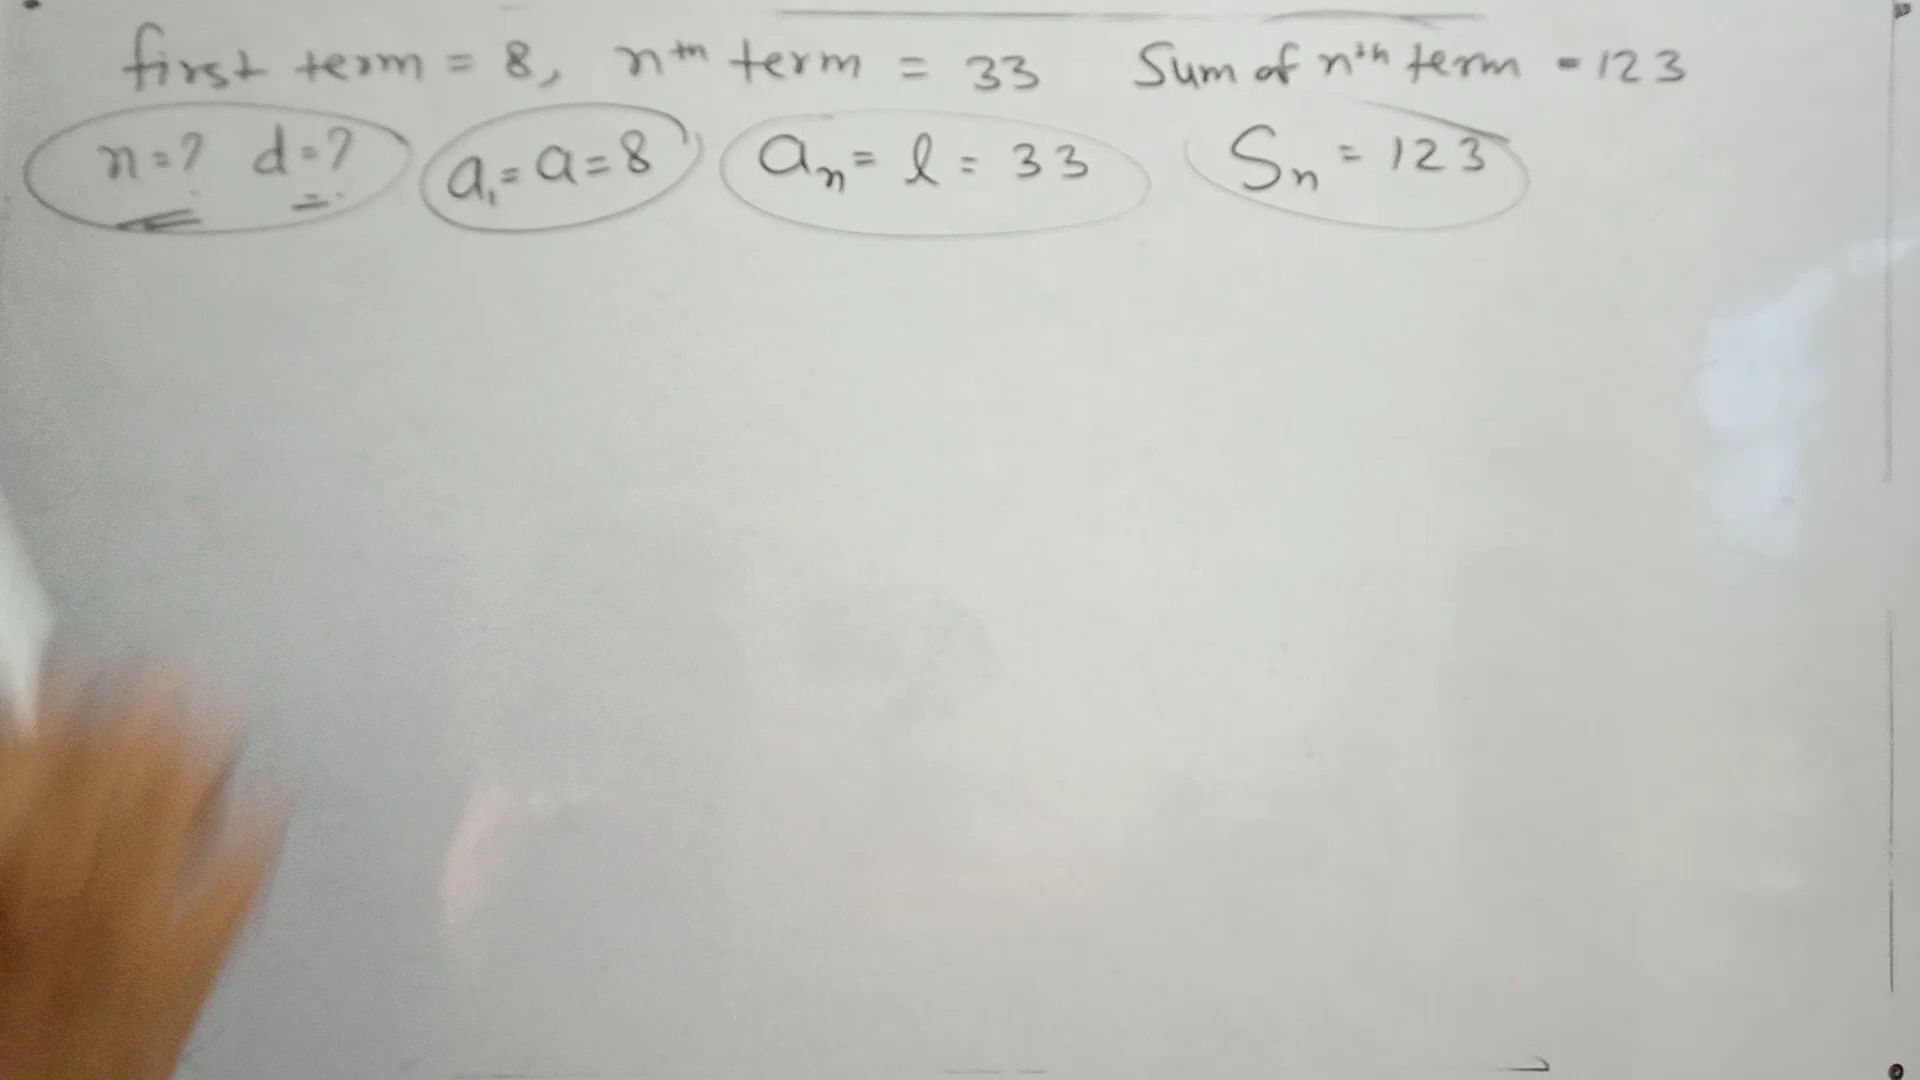 first term = 8, nth term = 33 Sum of nth term = 123
n=? d=? a₁=a=8 aₙ= l = 33 Sₙ = 123